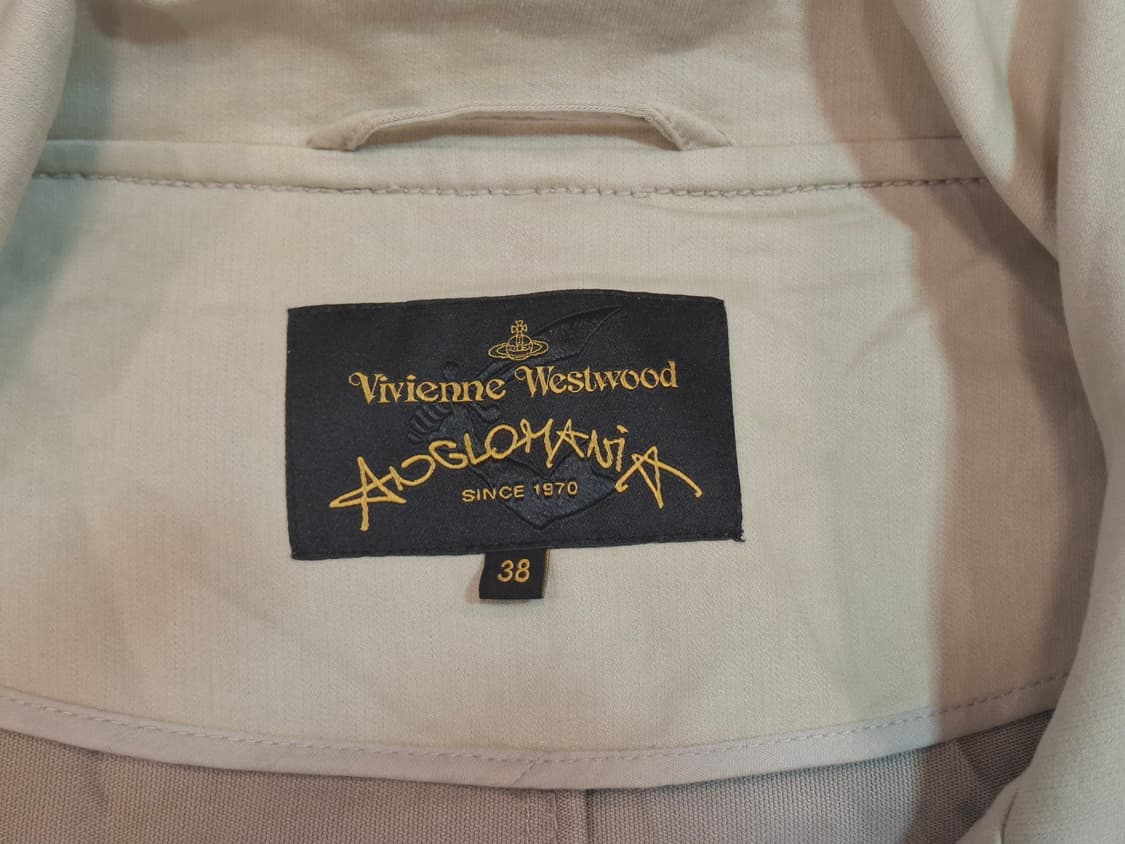 Vivienne Westwood
ANGLOMANiA
SINCE 1970
38